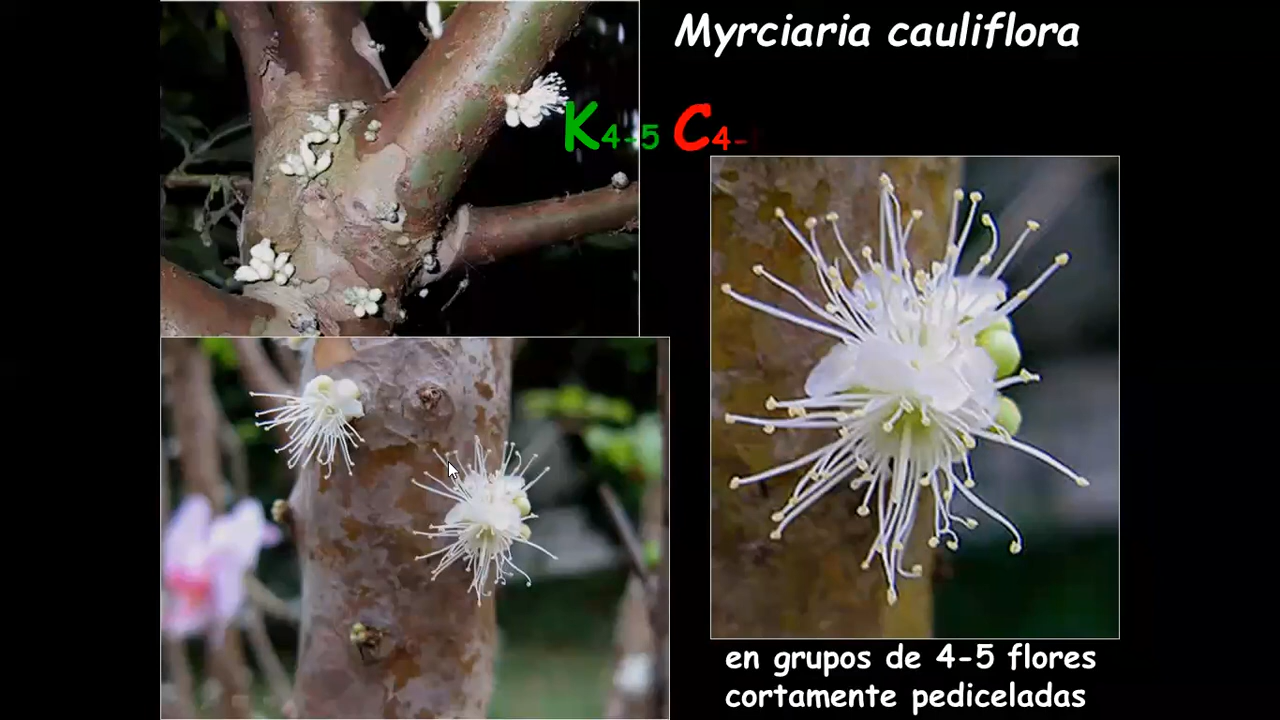 Myrciaria cauliflora
K4-5 C4-
en grupos de 4-5 flores
cortamente pediceladas